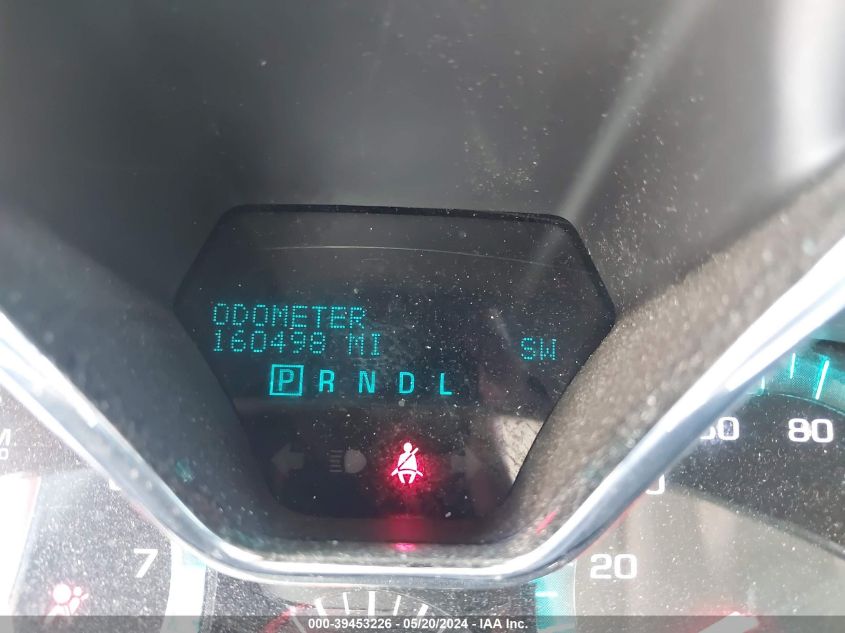 ODOMETER
160498 MI SW
P R N D L
60 80
7 20
000-39453226 - 05/20/2024 - IAA Inc.